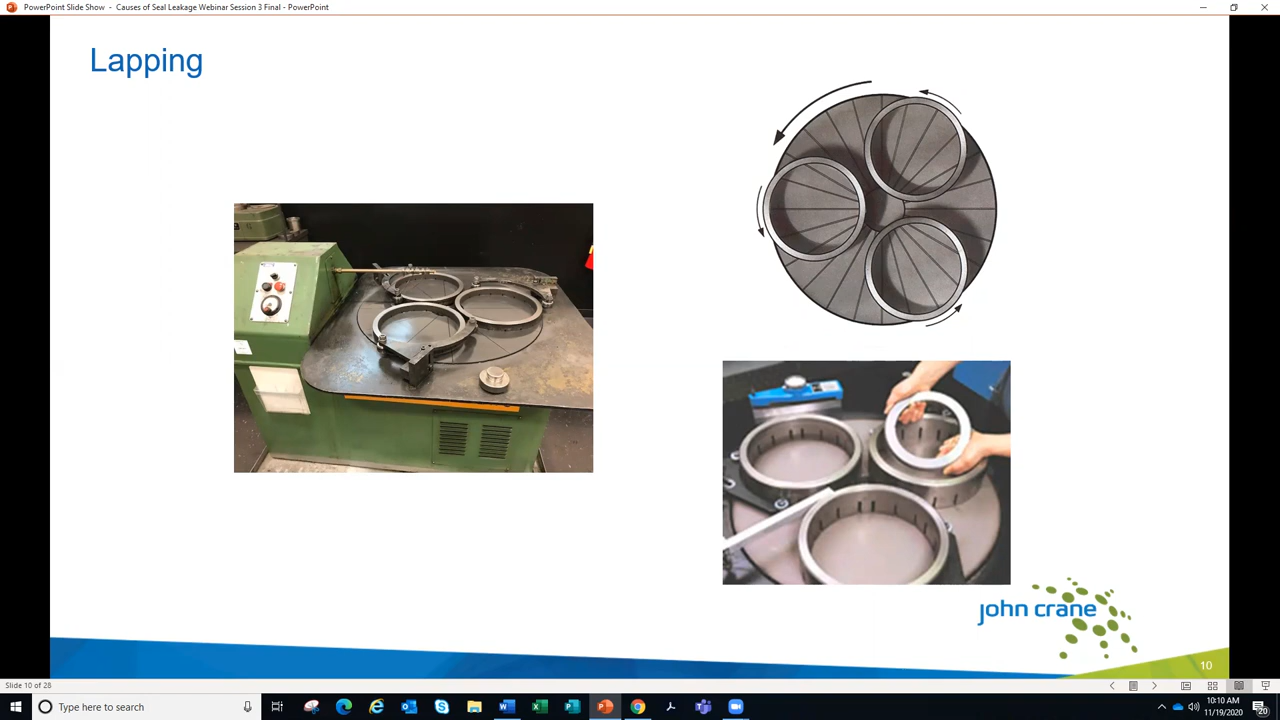 PowerPoint Slide Show - Causes of Seal Leakage Webinar Session 3 Final - PowerPoint
Lapping
john crane
10
Slide 10 of 28
Type here to search
10:10 AM
11/19/2020
20